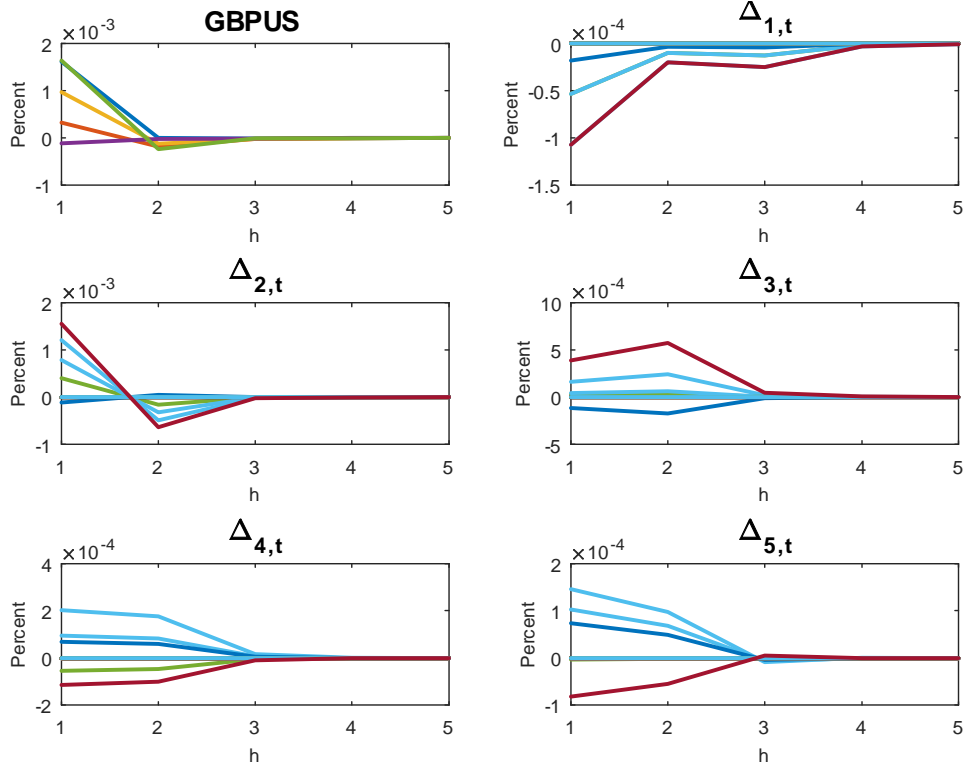 GBPUS
×10⁻³
Percent
2
1
0
-1
1 2 3 4 5
h
Δ1,t
×10⁻⁴
Percent
0
-0.5
-1
-1.5
1 2 3 4 5
h
Δ2,t
×10⁻³
Percent
2
1
0
-1
1 2 3 4 5
h
Δ3,t
×10⁻⁴
Percent
10
5
0
-5
1 2 3 4 5
h
Δ4,t
×10⁻⁴
Percent
4
2
0
-2
1 2 3 4 5
h
Δ5,t
×10⁻⁴
Percent
2
1
0
-1
1 2 3 4 5
h